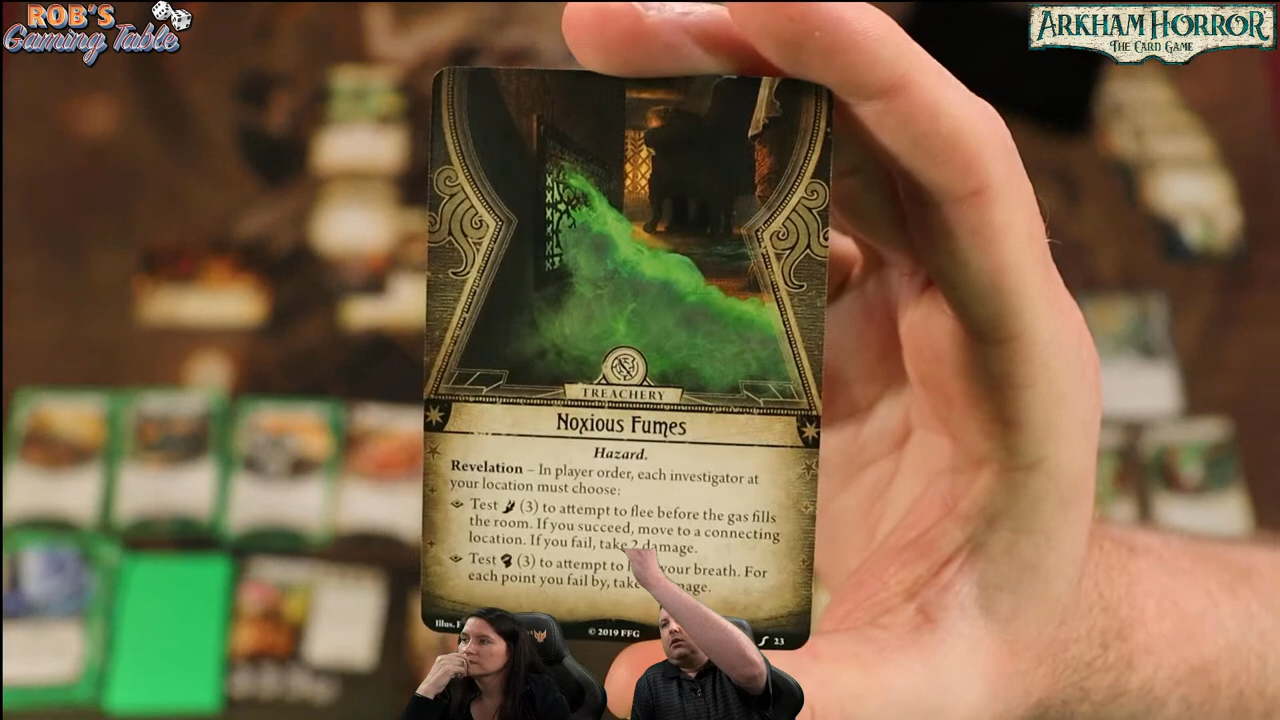 ROB'S
Gaming Table
ARKHAM HORROR
THE CARD GAME
TREACHERY
Noxious Fumes
Hazard.
Revelation – In player order, each investigator at
your location must choose:
Test (3) to attempt to flee before the gas fills
the room. If you succeed, move to a connecting
location. If you fail, take 2 damage.
Test (3) to attempt to your breath. For
each point you fail by, take
Illus.
© 2019 FFG
23